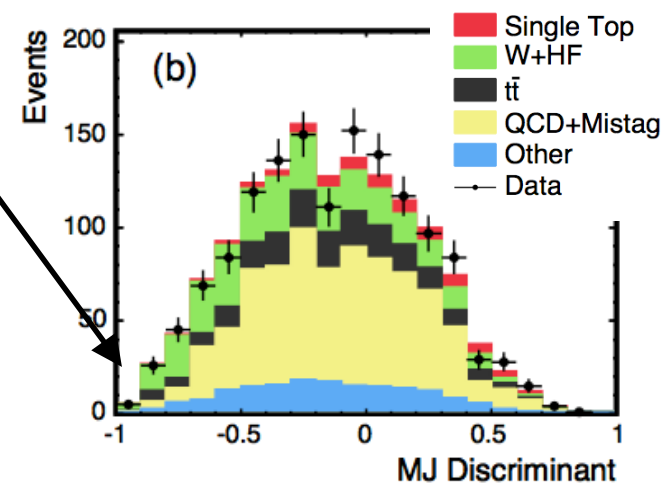 Events
200
150
100
50
0
(b)
Single Top
W+HF
tt̄
QCD+Mistag
Other
Data
-1
-0.5
0
0.5
1
MJ Discriminant